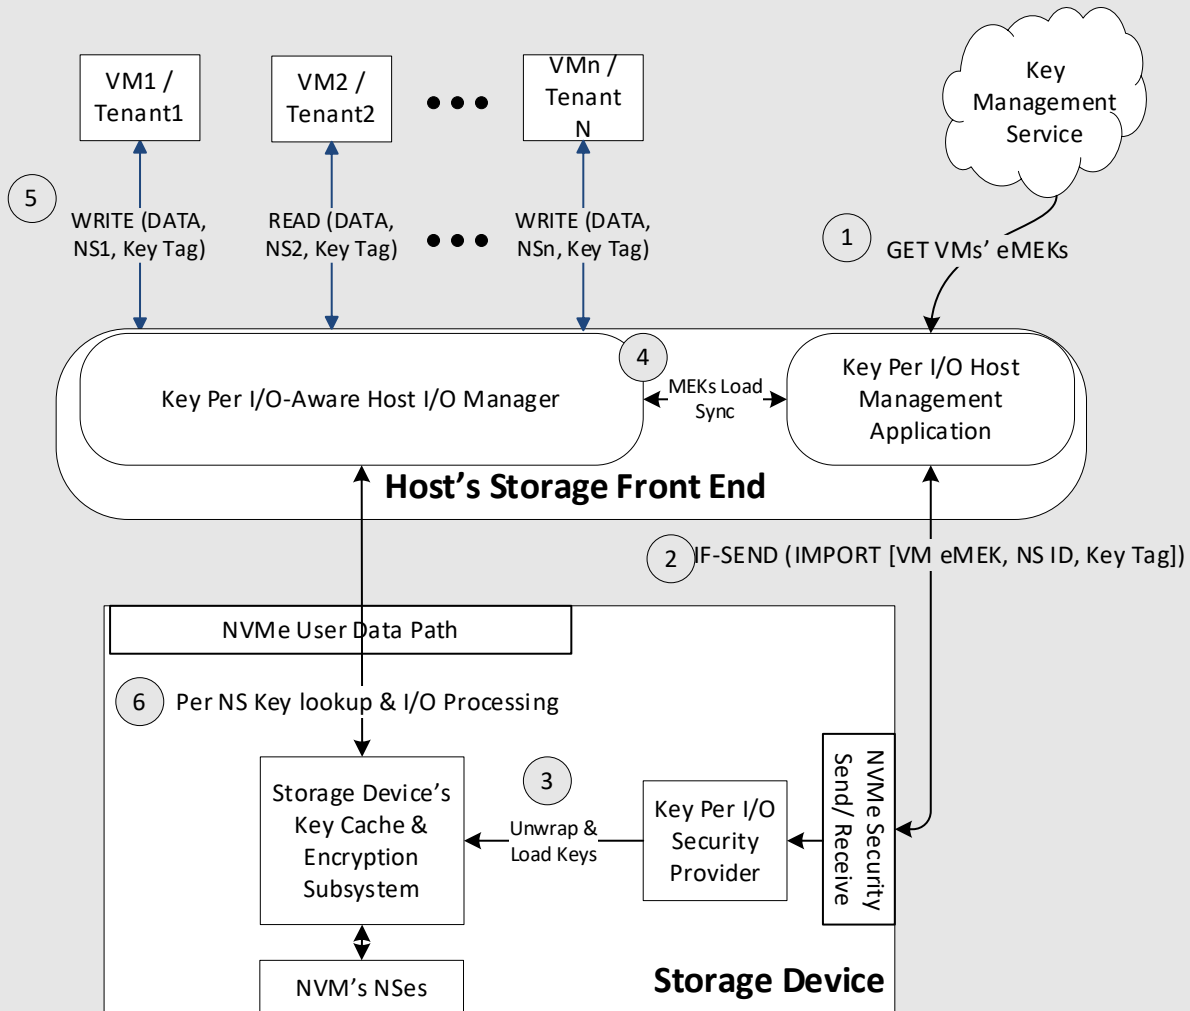 VM1 /
Tenant1
VM2 /
Tenant2
VMn /
Tenant
N
Key
Management
Service
5
WRITE (DATA,
NS1, Key Tag)
READ (DATA,
NS2, Key Tag)
WRITE (DATA,
NSn, Key Tag)
1
GET VMs’ eMEKs
Key Per I/O-Aware Host I/O Manager
4
MEKs Load
Sync
Key Per I/O Host
Management
Application
Host’s Storage Front End
2
IF-SEND (IMPORT [VM eMEK, NS ID, Key Tag])
NVMe User Data Path
6
Per NS Key lookup & I/O Processing
Storage Device’s
Key Cache &
Encryption
Subsystem
3
Unwrap &
Load Keys
Key Per I/O
Security
Provider
NVMe Security
Send/ Receive
NVM’s NSes
Storage Device